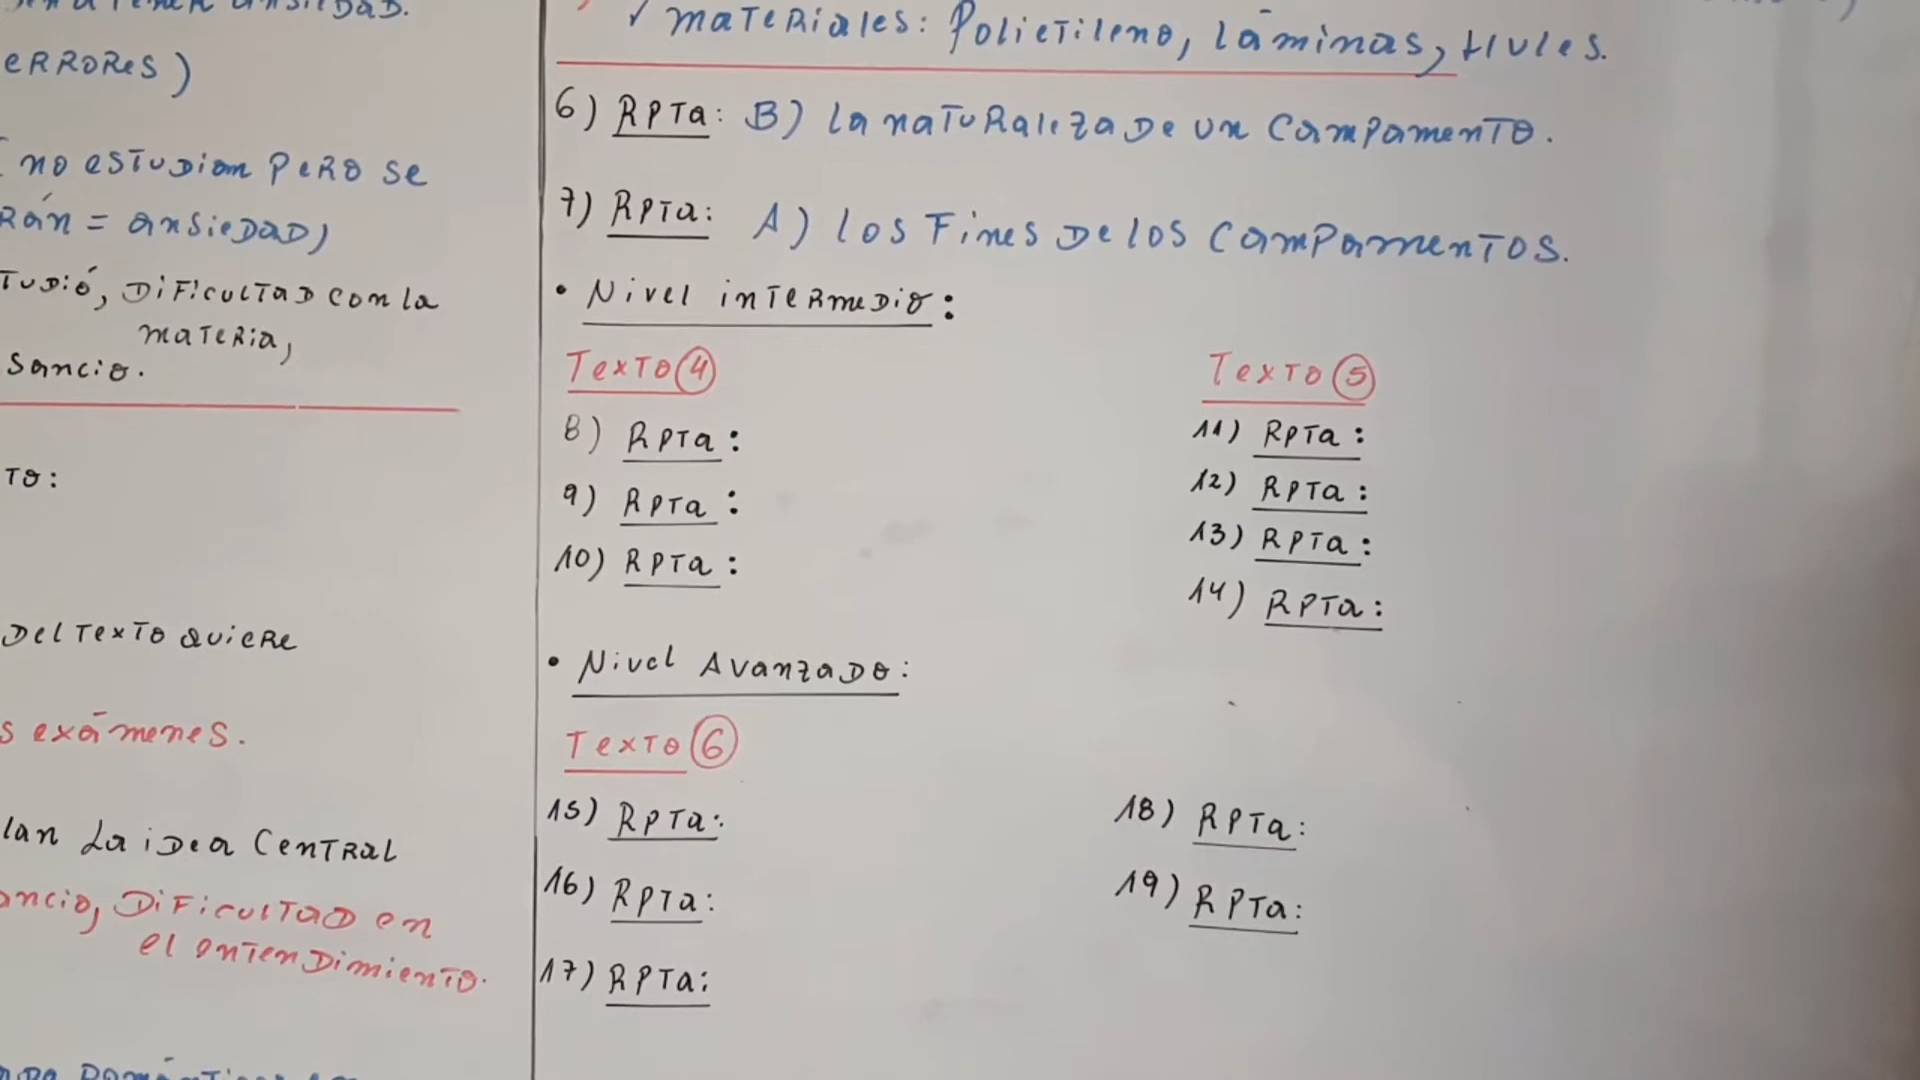 ansiedad.
errores)
no estudian pero se
rán = ansiedad)
tudió, dificultad con la
materia,
sancio.
to:
del texto quiere
s exámenes.
lan la idea central
ancio, dificultad en
el entendimiento.
✓ materiales: Polietileno, láminas, Hules.
6) Rpta: B) la naturaleza de un campamento.
7) Rpta: A) los fines de los campamentos.
• Nivel intermedio:
Texto 4
8) Rpta:
9) Rpta:
10) Rpta:
Texto 5
11) Rpta:
12) Rpta:
13) Rpta:
14) Rpta:
• Nivel Avanzado:
Texto 6
15) Rpta:
16) Rpta:
17) Rpta:
18) Rpta:
19) Rpta: